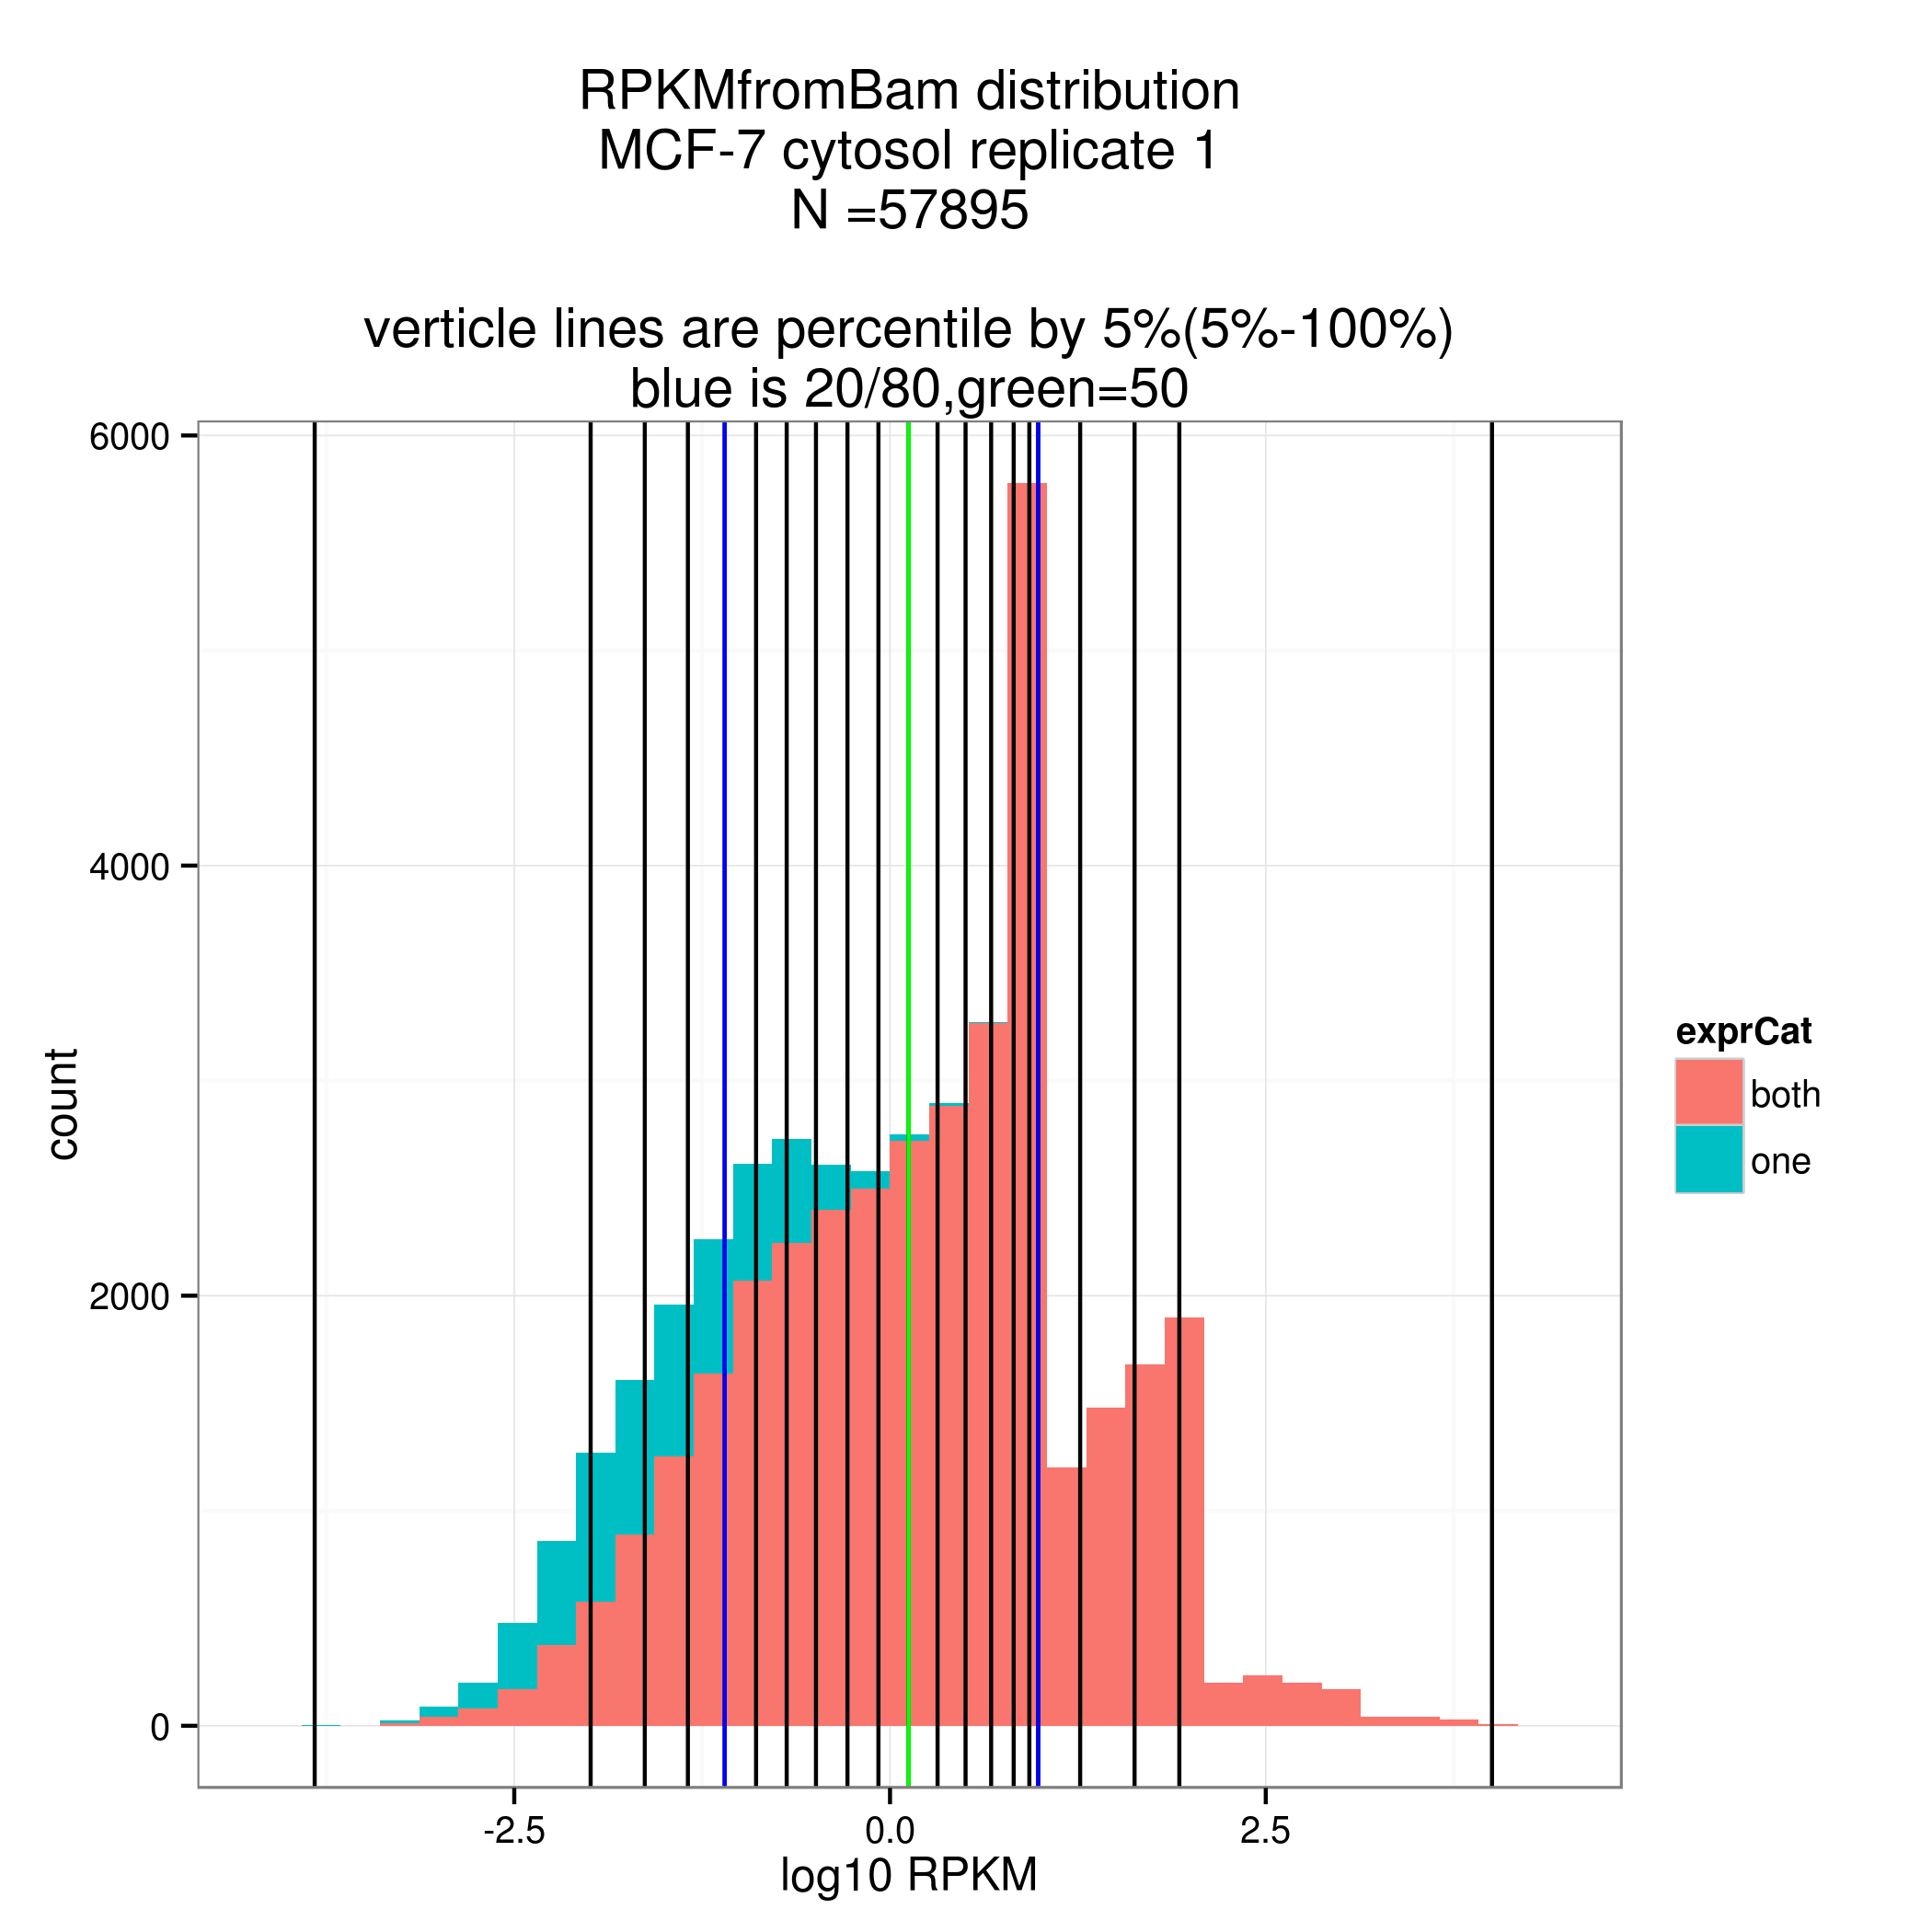 RPKMfromBam distribution
MCF-7 cytosol replicate 1
N =57895
verticle lines are percentile by 5%(5%-100%)
blue is 20/80,green=50
6000
4000
2000
0
count
-2.5 0.0 2.5
log10 RPKM
exprCat
both
one